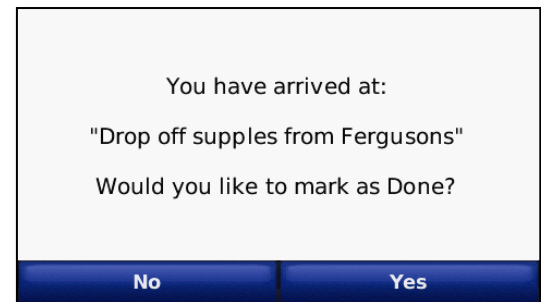 You have arrived at:
"Drop off supples from Fergusons"
Would you like to mark as Done?
No Yes